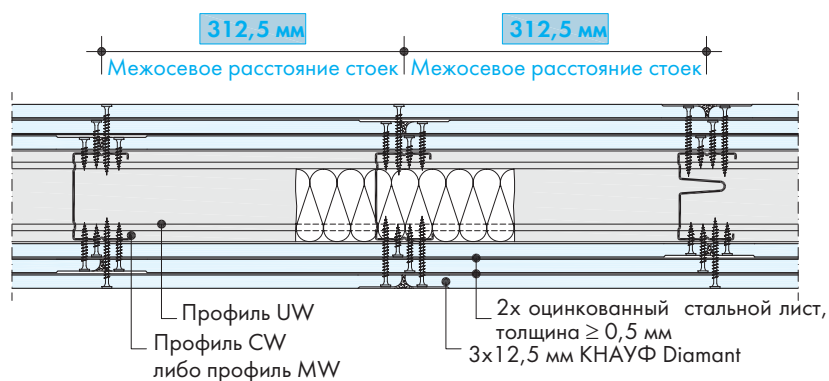 312,5 мм 312,5 мм
Межосевое расстояние стоек Межосевое расстояние стоек
Профиль UW
Профиль CW
либо профиль MW
2x оцинкованный стальной лист,
толщина ≥ 0,5 мм
3x12,5 мм КНАУФ Diamant